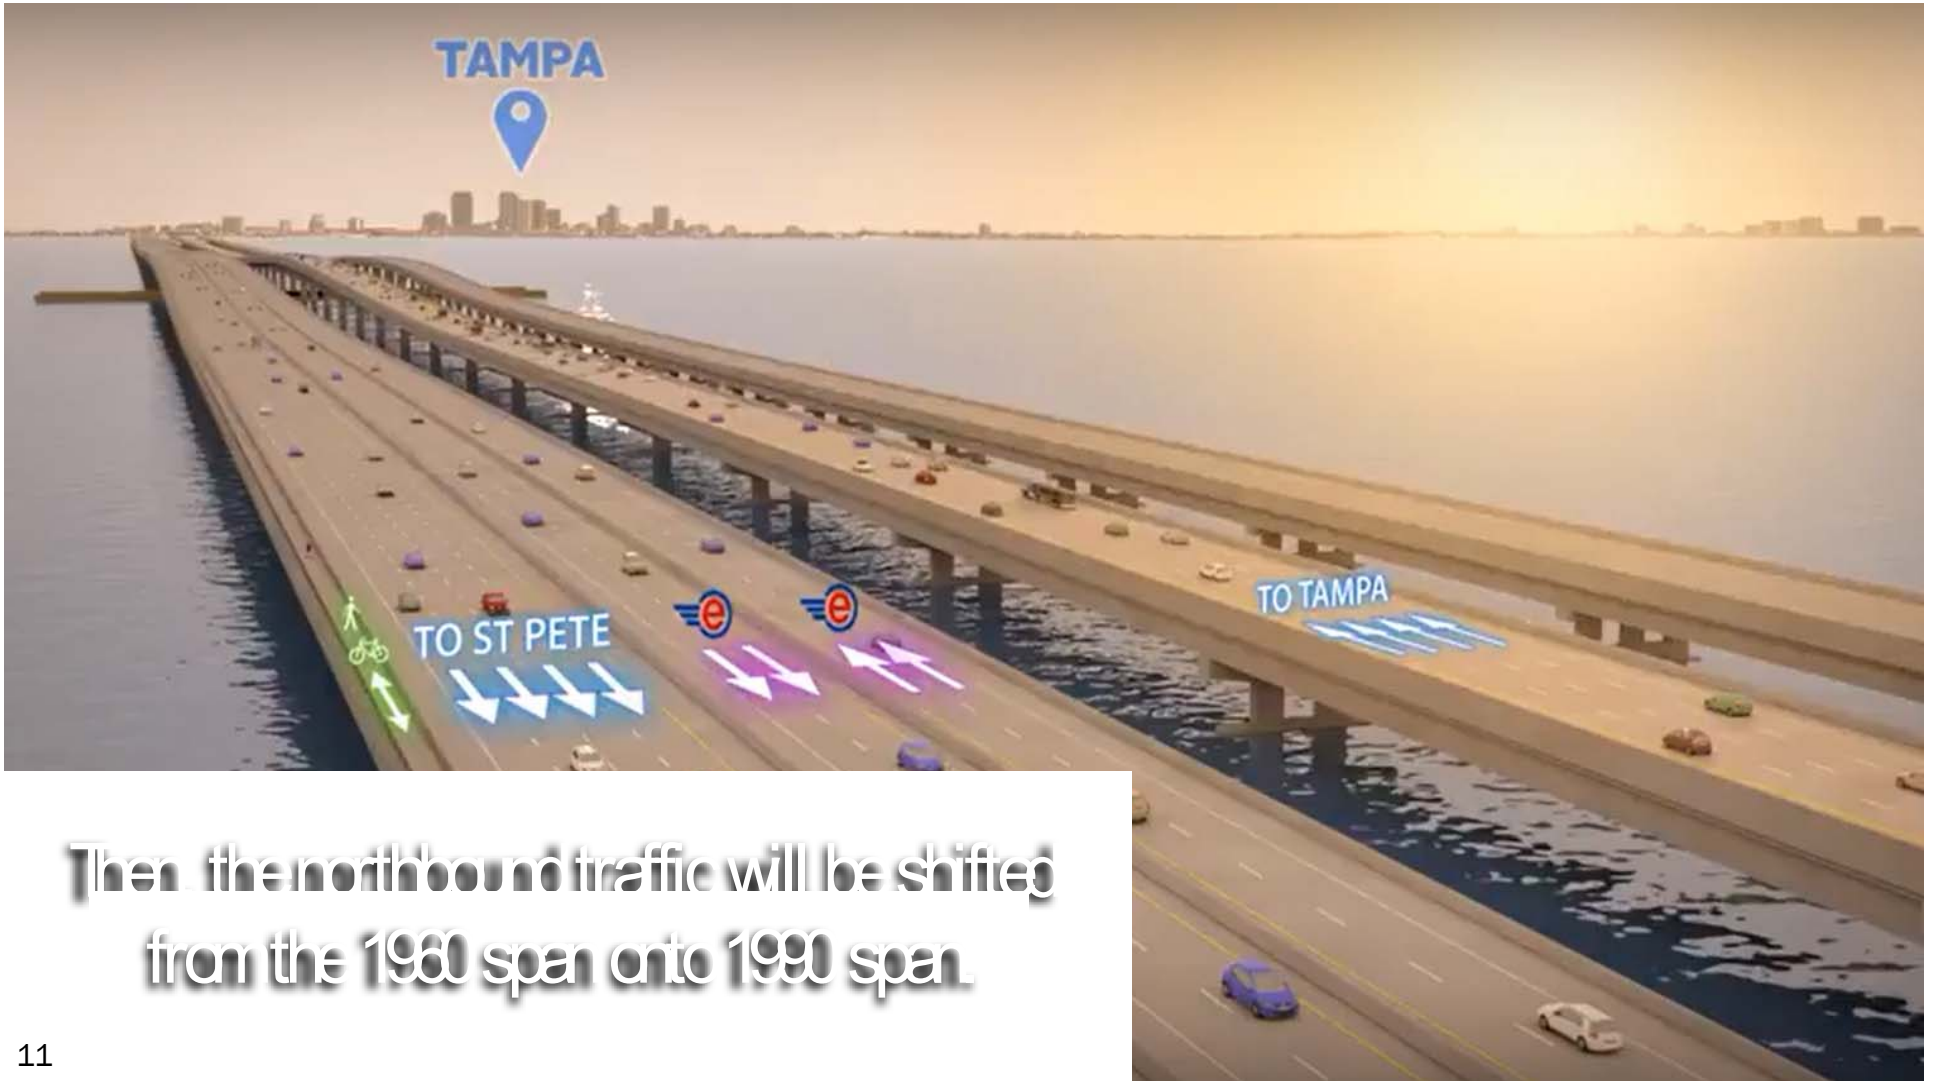 TAMPA
TO ST PETE
e
e
TO TAMPA
Then, the northbound traffic will be shifted
from the 1960 span onto 1990 span.
11